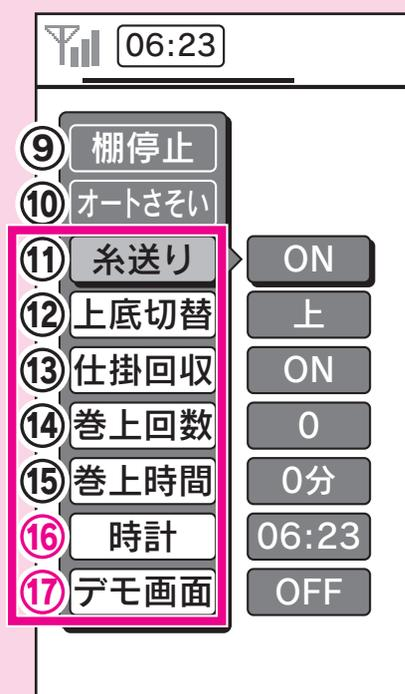 06:23
⑨ 棚停止
⑩ オートさそい
⑪ 糸送り ON
⑫ 上底切替 上
⑬ 仕掛回収 ON
⑭ 巻上回数 0
⑮ 巻上時間 0分
⑯ 時計 06:23
⑰ デモ画面 OFF